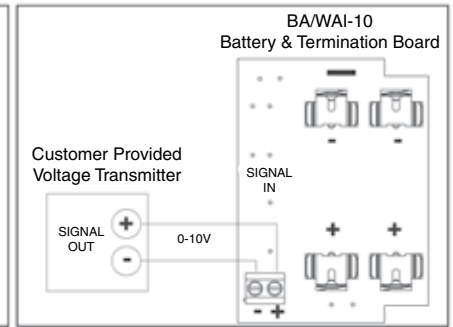 BA/WAI-10
Battery & Termination Board
- -
Customer Provided
Voltage Transmitter
SIGNAL
IN
SIGNAL
OUT
+
-
0-10V
+ +
- +